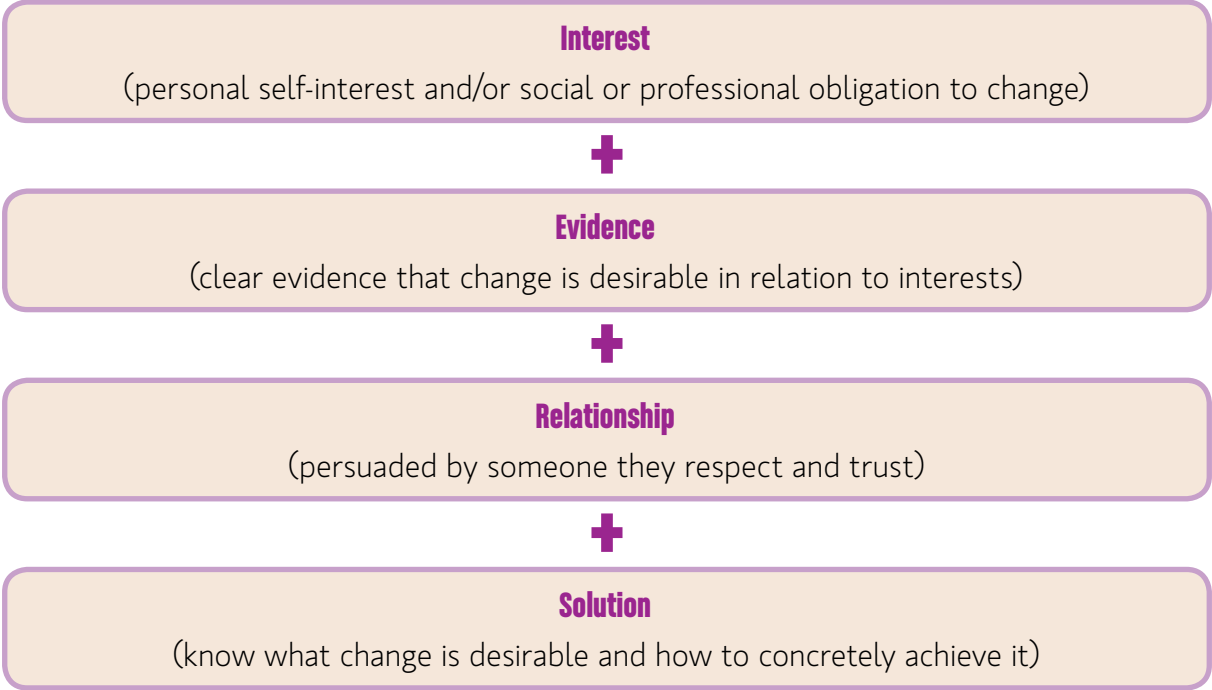 Interest
(personal self-interest and/or social or professional obligation to change)
+
Evidence
(clear evidence that change is desirable in relation to interests)
+
Relationship
(persuaded by someone they respect and trust)
+
Solution
(know what change is desirable and how to concretely achieve it)